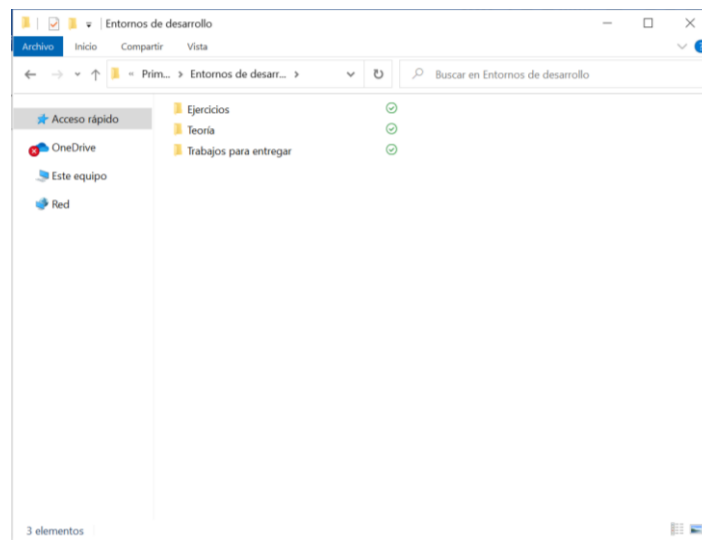 Entornos de desarrollo
Archivo Inicio Compartir Vista
« Prim... > Entornos de desarr... >
Buscar en Entornos de desarrollo
Acceso rápido
OneDrive
Este equipo
Red
Ejercicios
Teoría
Trabajos para entregar
3 elementos